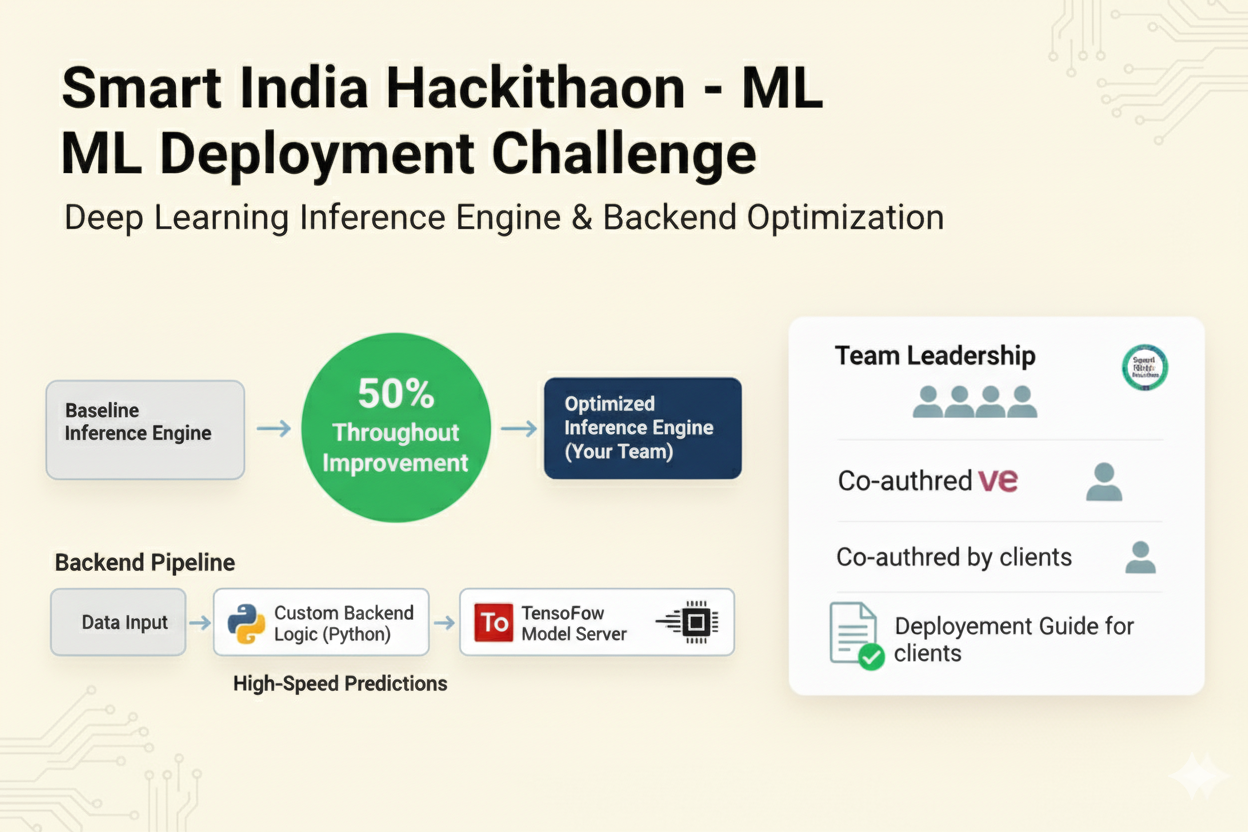 Smart India Hackithaon - ML
ML Deployment Challenge
Deep Learning Inference Engine & Backend Optimization
Baseline
Inference Engine
50%
Throughout
Improvement
Optimized
Inference Engine
(Your Team)
Backend Pipeline
Data Input
Custom Backend
Logic (Python)
To
TensoFow
Model Server
High-Speed Predictions
Team Leadership
Co-authred ve
Co-authred by clients
Deployement Guide for
clients